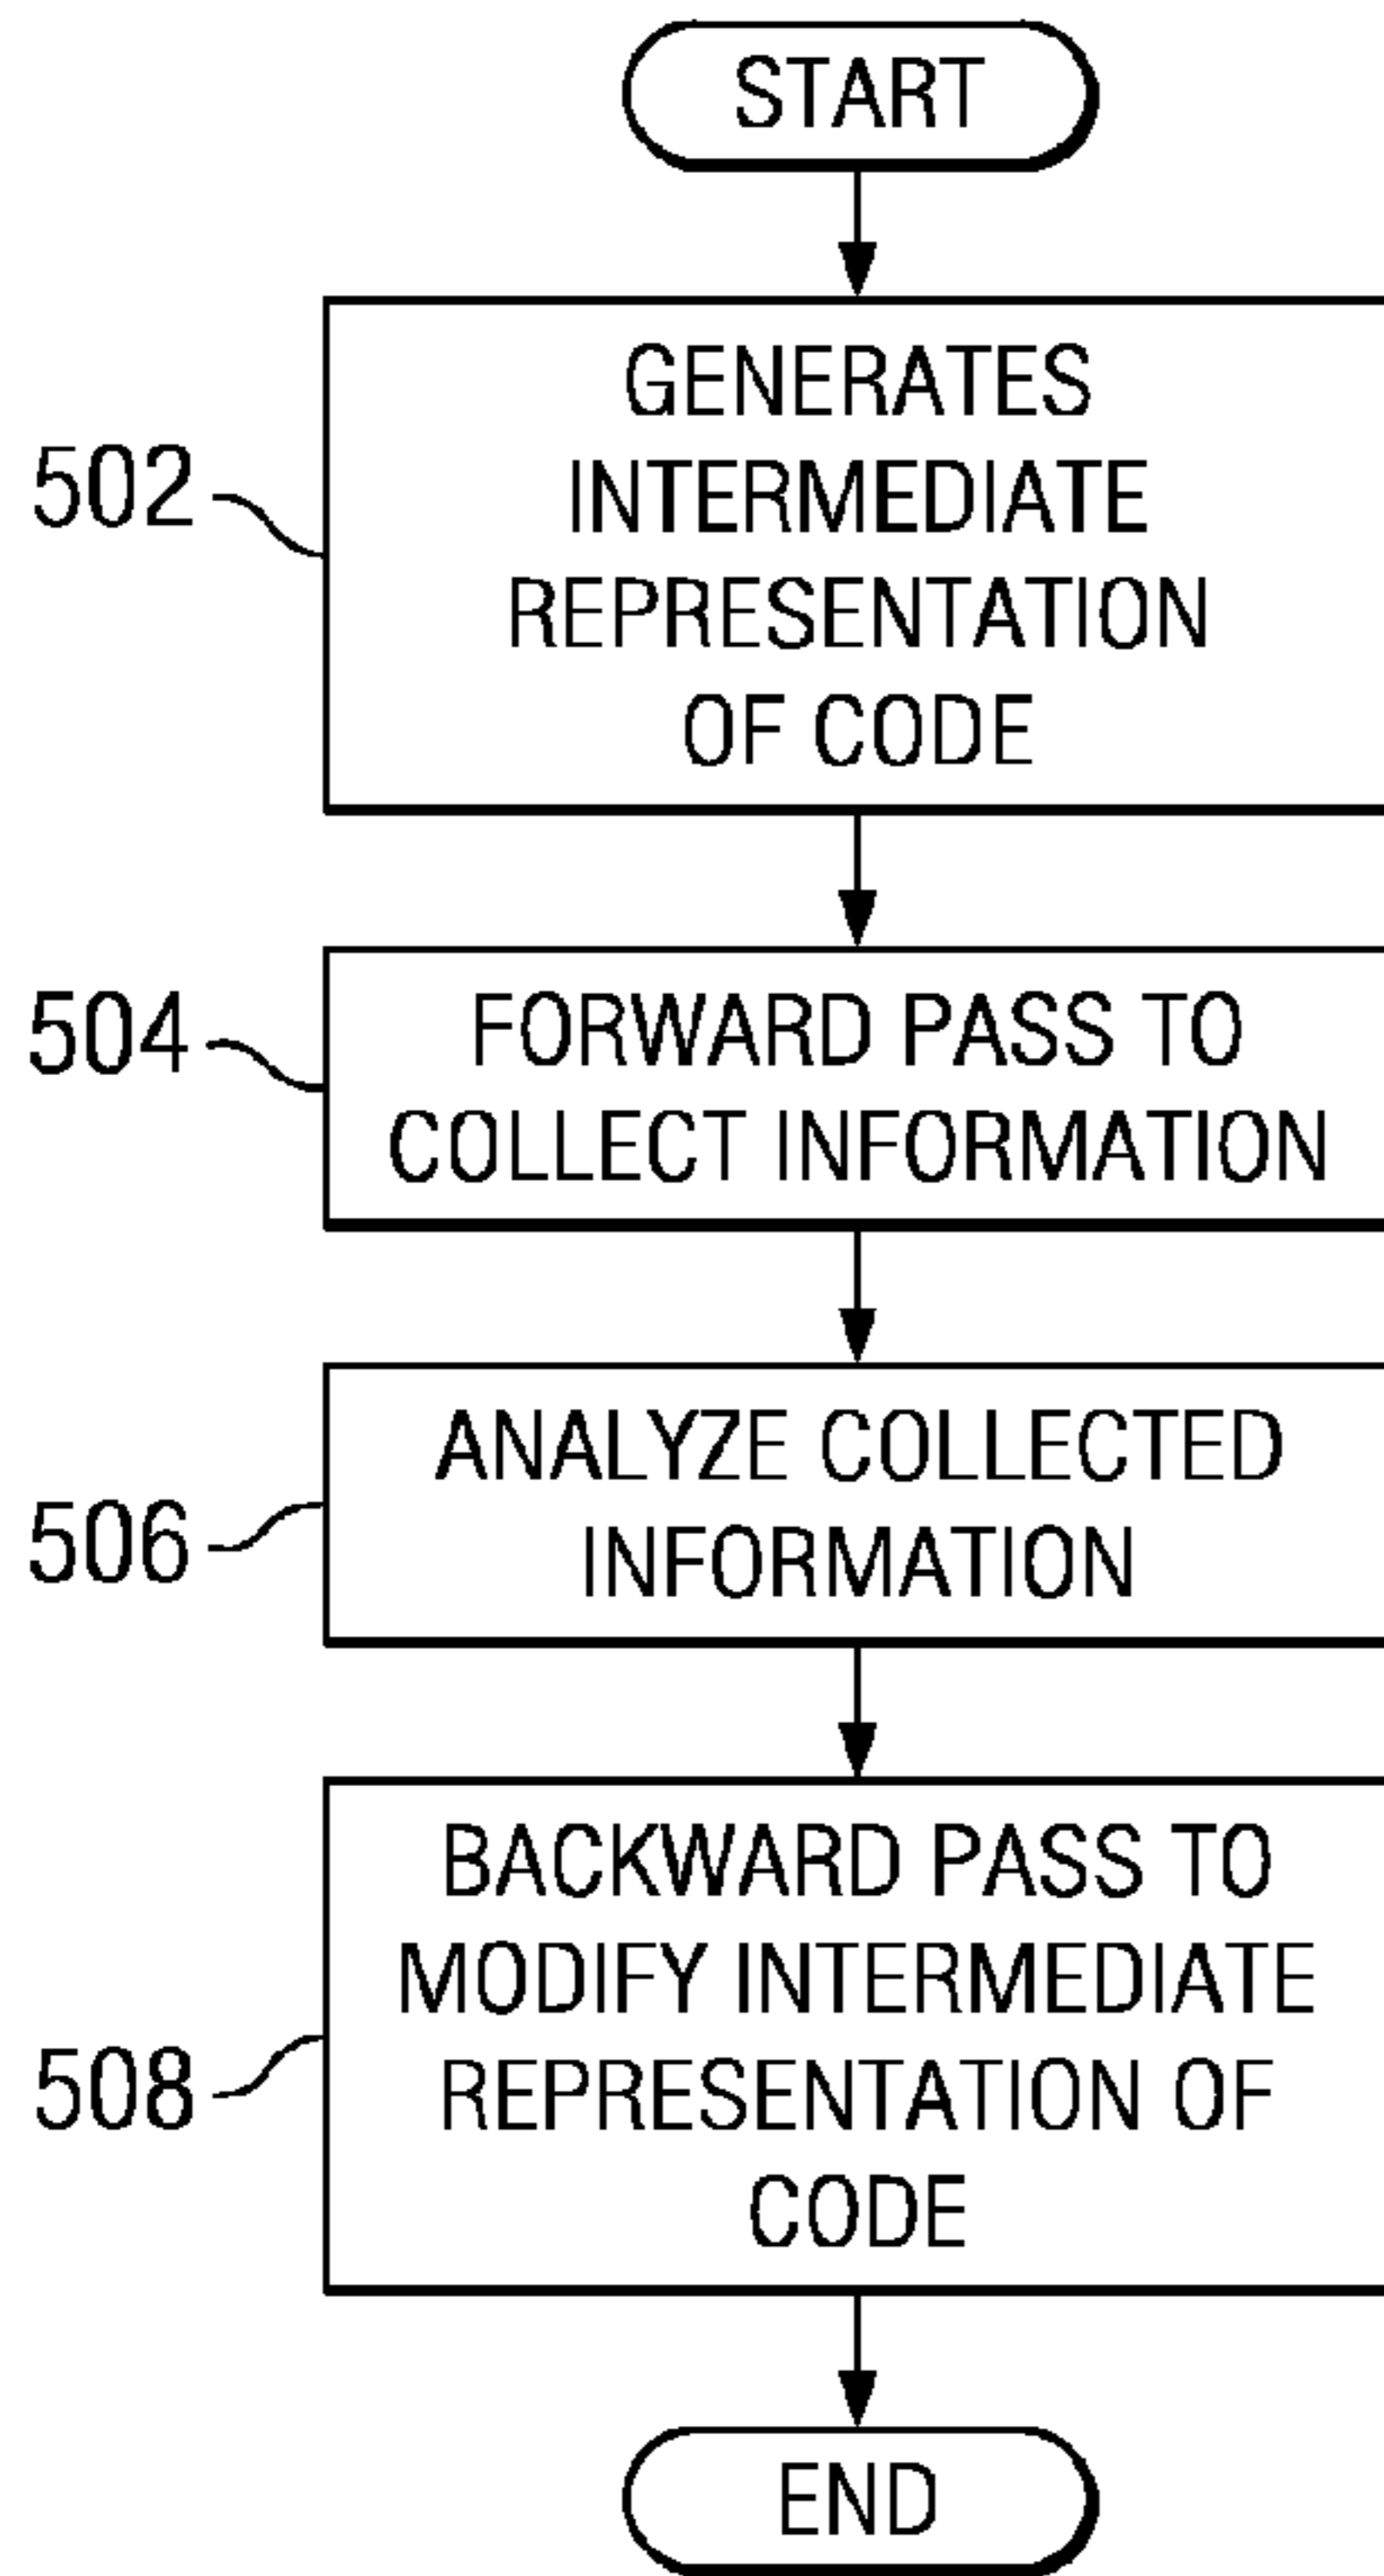 START
GENERATES
INTERMEDIATE
REPRESENTATION
OF CODE
502
FORWARD PASS TO
COLLECT INFORMATION
504
ANALYZE COLLECTED
INFORMATION
506
BACKWARD PASS TO
MODIFY INTERMEDIATE
REPRESENTATION OF
CODE
508
END